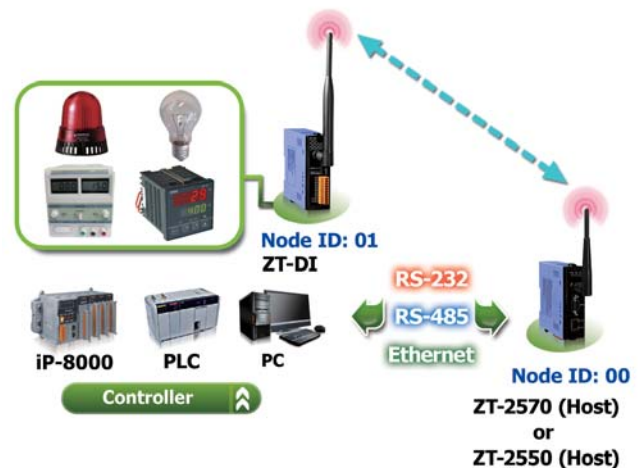 Node ID: 01
ZT-DI
RS-232
RS-485
Ethernet
iP-8000
PLC
PC
Controller
Node ID: 00
ZT-2570 (Host)
or
ZT-2550 (Host)